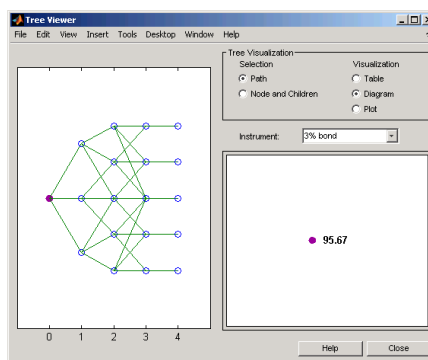 Tree Viewer
File Edit View Insert Tools Desktop Window Help
Tree Visualization
Selection Visualization
Path Table
Node and Children Diagram
Plot
Instrument: 3% bond
95.67
0 1 2 3 4
Help Close